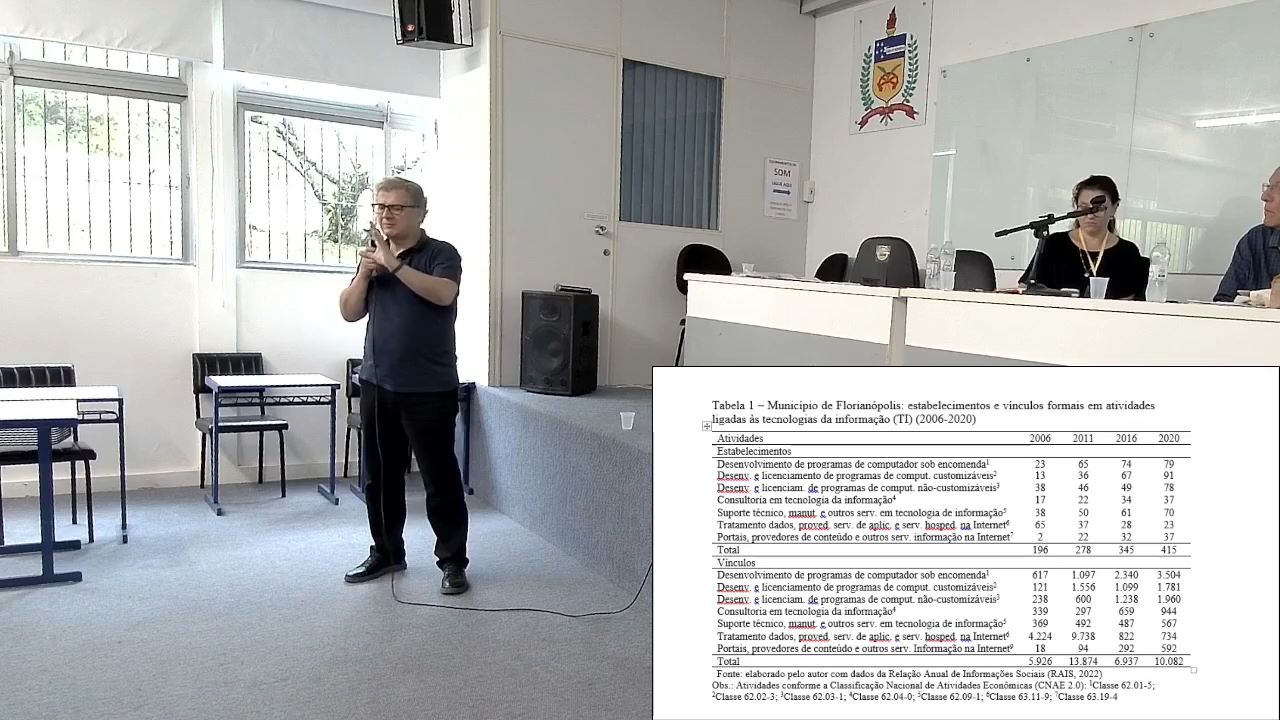 SOM
Tabela 1 – Município de Florianópolis: estabelecimentos e vínculos formais em atividades
ligadas às tecnologias da informação (TI) (2006-2020)
Atividades 2006 2011 2016 2020
Estabelecimentos
Desenvolvimento de programas de computador sob encomenda¹ 23 65 74 79
Desenv. e licenciamento de programas de comput. customizáveis² 13 36 67 91
Desenv. e licenciam. de programas de comput. não-customizáveis³ 38 46 49 78
Consultoria em tecnologia da informação⁴ 17 22 34 37
Suporte técnico, manut. e outros serv. em tecnologia de informação⁵ 38 50 61 70
Tratamento dados, proved. serv. de aplic. e serv. hosped. na Internet⁶ 65 37 28 23
Portais, provedores de conteúdo e outros serv. informação na Internet⁷ 2 22 32 37
Total 196 278 345 415
Vínculos
Desenvolvimento de programas de computador sob encomenda¹ 617 1.097 2.340 3.504
Desenv. e licenciamento de programas de comput. customizáveis² 121 1.556 1.099 1.781
Desenv. e licenciam. de programas de comput. não-customizáveis³ 238 600 1.238 1.960
Consultoria em tecnologia da informação⁴ 339 297 659 944
Suporte técnico, manut. e outros serv. em tecnologia de informação⁵ 369 492 487 567
Tratamento dados, proved. serv. de aplic. e serv. hosped. na Internet⁶ 4.224 9.738 822 734
Portais, provedores de conteúdo e outros serv. Informação na Internet⁹ 18 94 292 592
Total 5.926 13.874 6.937 10.082
Fonte: elaborado pelo autor com dados da Relação Anual de Informações Sociais (RAIS, 2022)
Obs.: Atividades conforme a Classificação Nacional de Atividades Econômicas (CNAE 2.0): ¹Classe 62.01-5;
²Classe 62.02-3; ³Classe 62.03-1; ⁴Classe 62.04-0; ⁵Classe 62.09-1; ⁶Classe 63.11-9; ⁷Classe 63.19-4